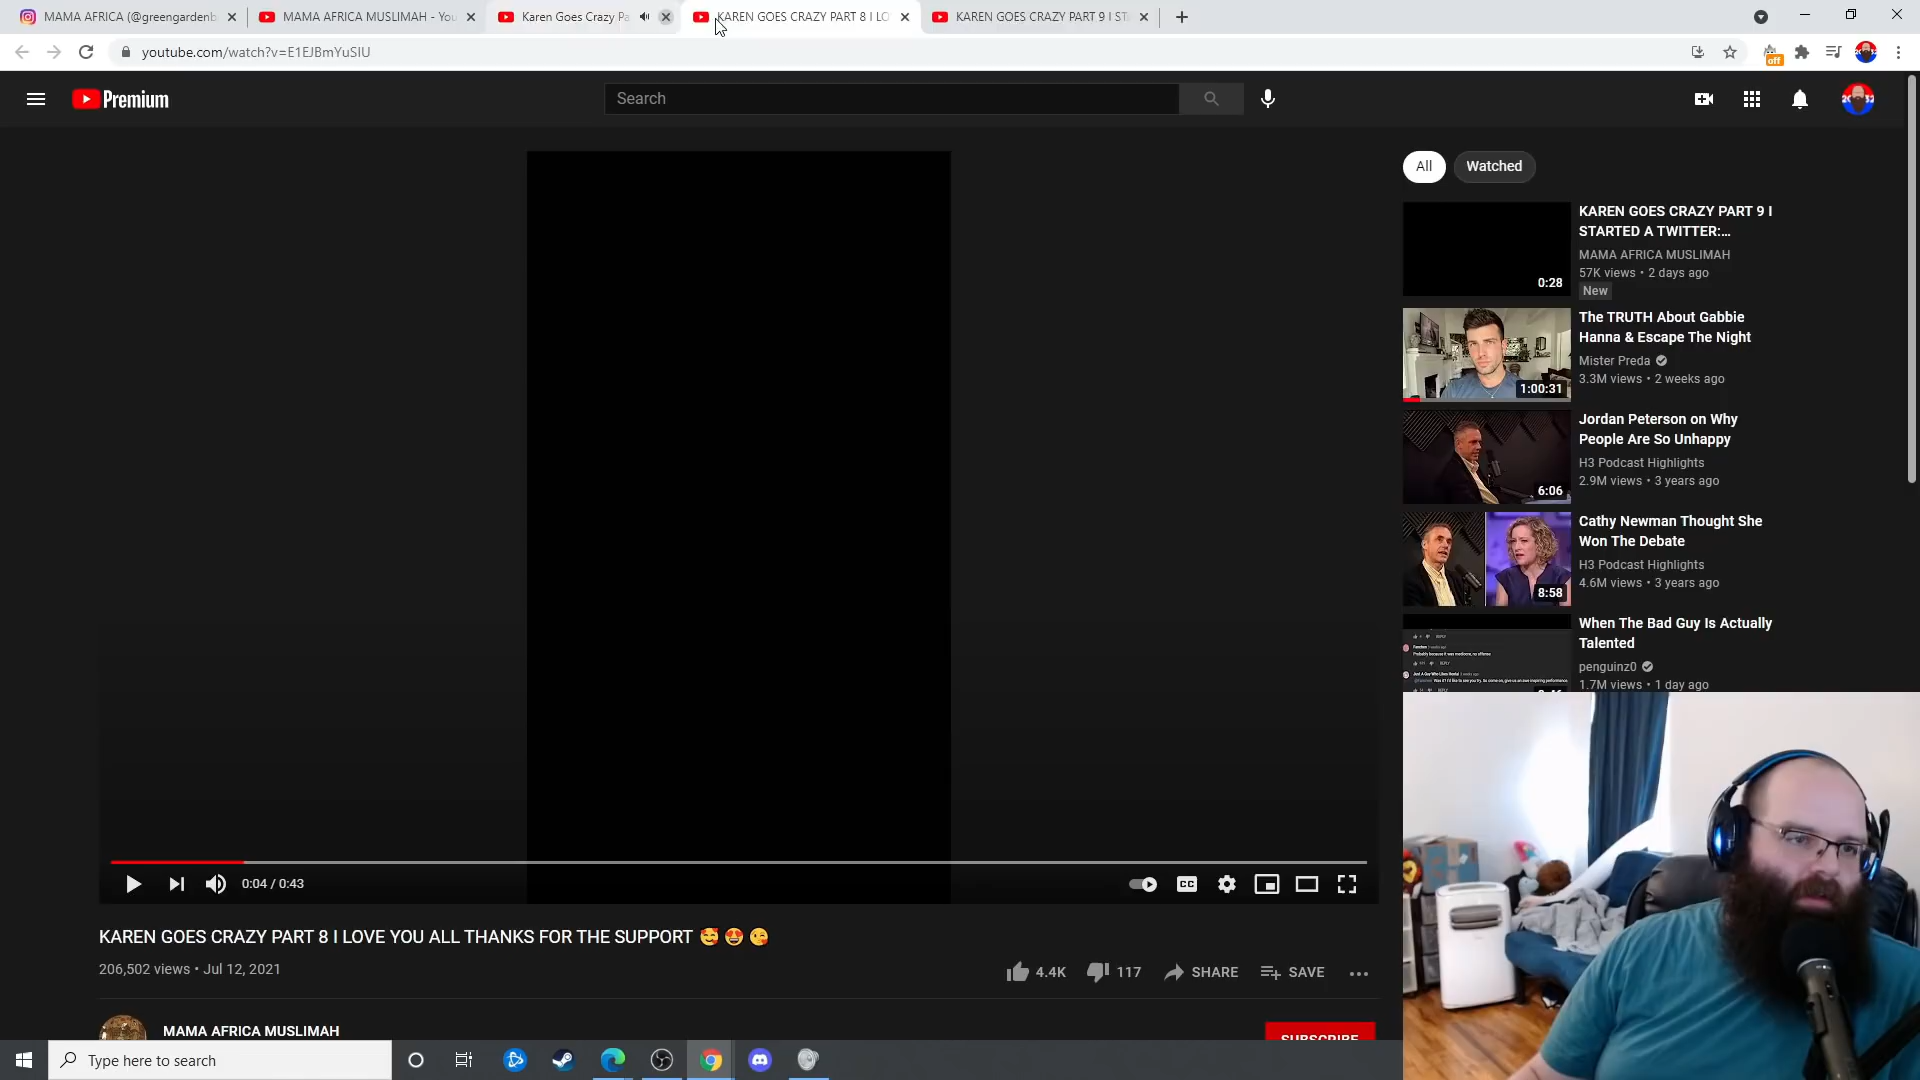 MAMA AFRICA (@greengardenb
MAMA AFRICA MUSLIMAH - You
Karen Goes Crazy Pa
KAREN GOES CRAZY PART 8 I LO
KAREN GOES CRAZY PART 9 I ST
youtube.com/watch?v=E1EJBmYuSIU
off
Premium
Search
All
Watched
KAREN GOES CRAZY PART 9 I
STARTED A TWITTER:...
MAMA AFRICA MUSLIMAH
57K views • 2 days ago
New
0:28
The TRUTH About Gabbie
Hanna & Escape The Night
Mister Preda
3.3M views • 2 weeks ago
1:00:31
Jordan Peterson on Why
People Are So Unhappy
H3 Podcast Highlights
2.9M views • 3 years ago
6:06
Cathy Newman Thought She
Won The Debate
H3 Podcast Highlights
4.6M views • 3 years ago
8:58
When The Bad Guy Is Actually
Talented
penguinz0
1.7M views • 1 day ago
0:04 / 0:43
CC
KAREN GOES CRAZY PART 8 I LOVE YOU ALL THANKS FOR THE SUPPORT 🥰 😍 😘
206,502 views • Jul 12, 2021
4.4K
117
SHARE
SAVE
MAMA AFRICA MUSLIMAH
SUBSCRIBE
Type here to search